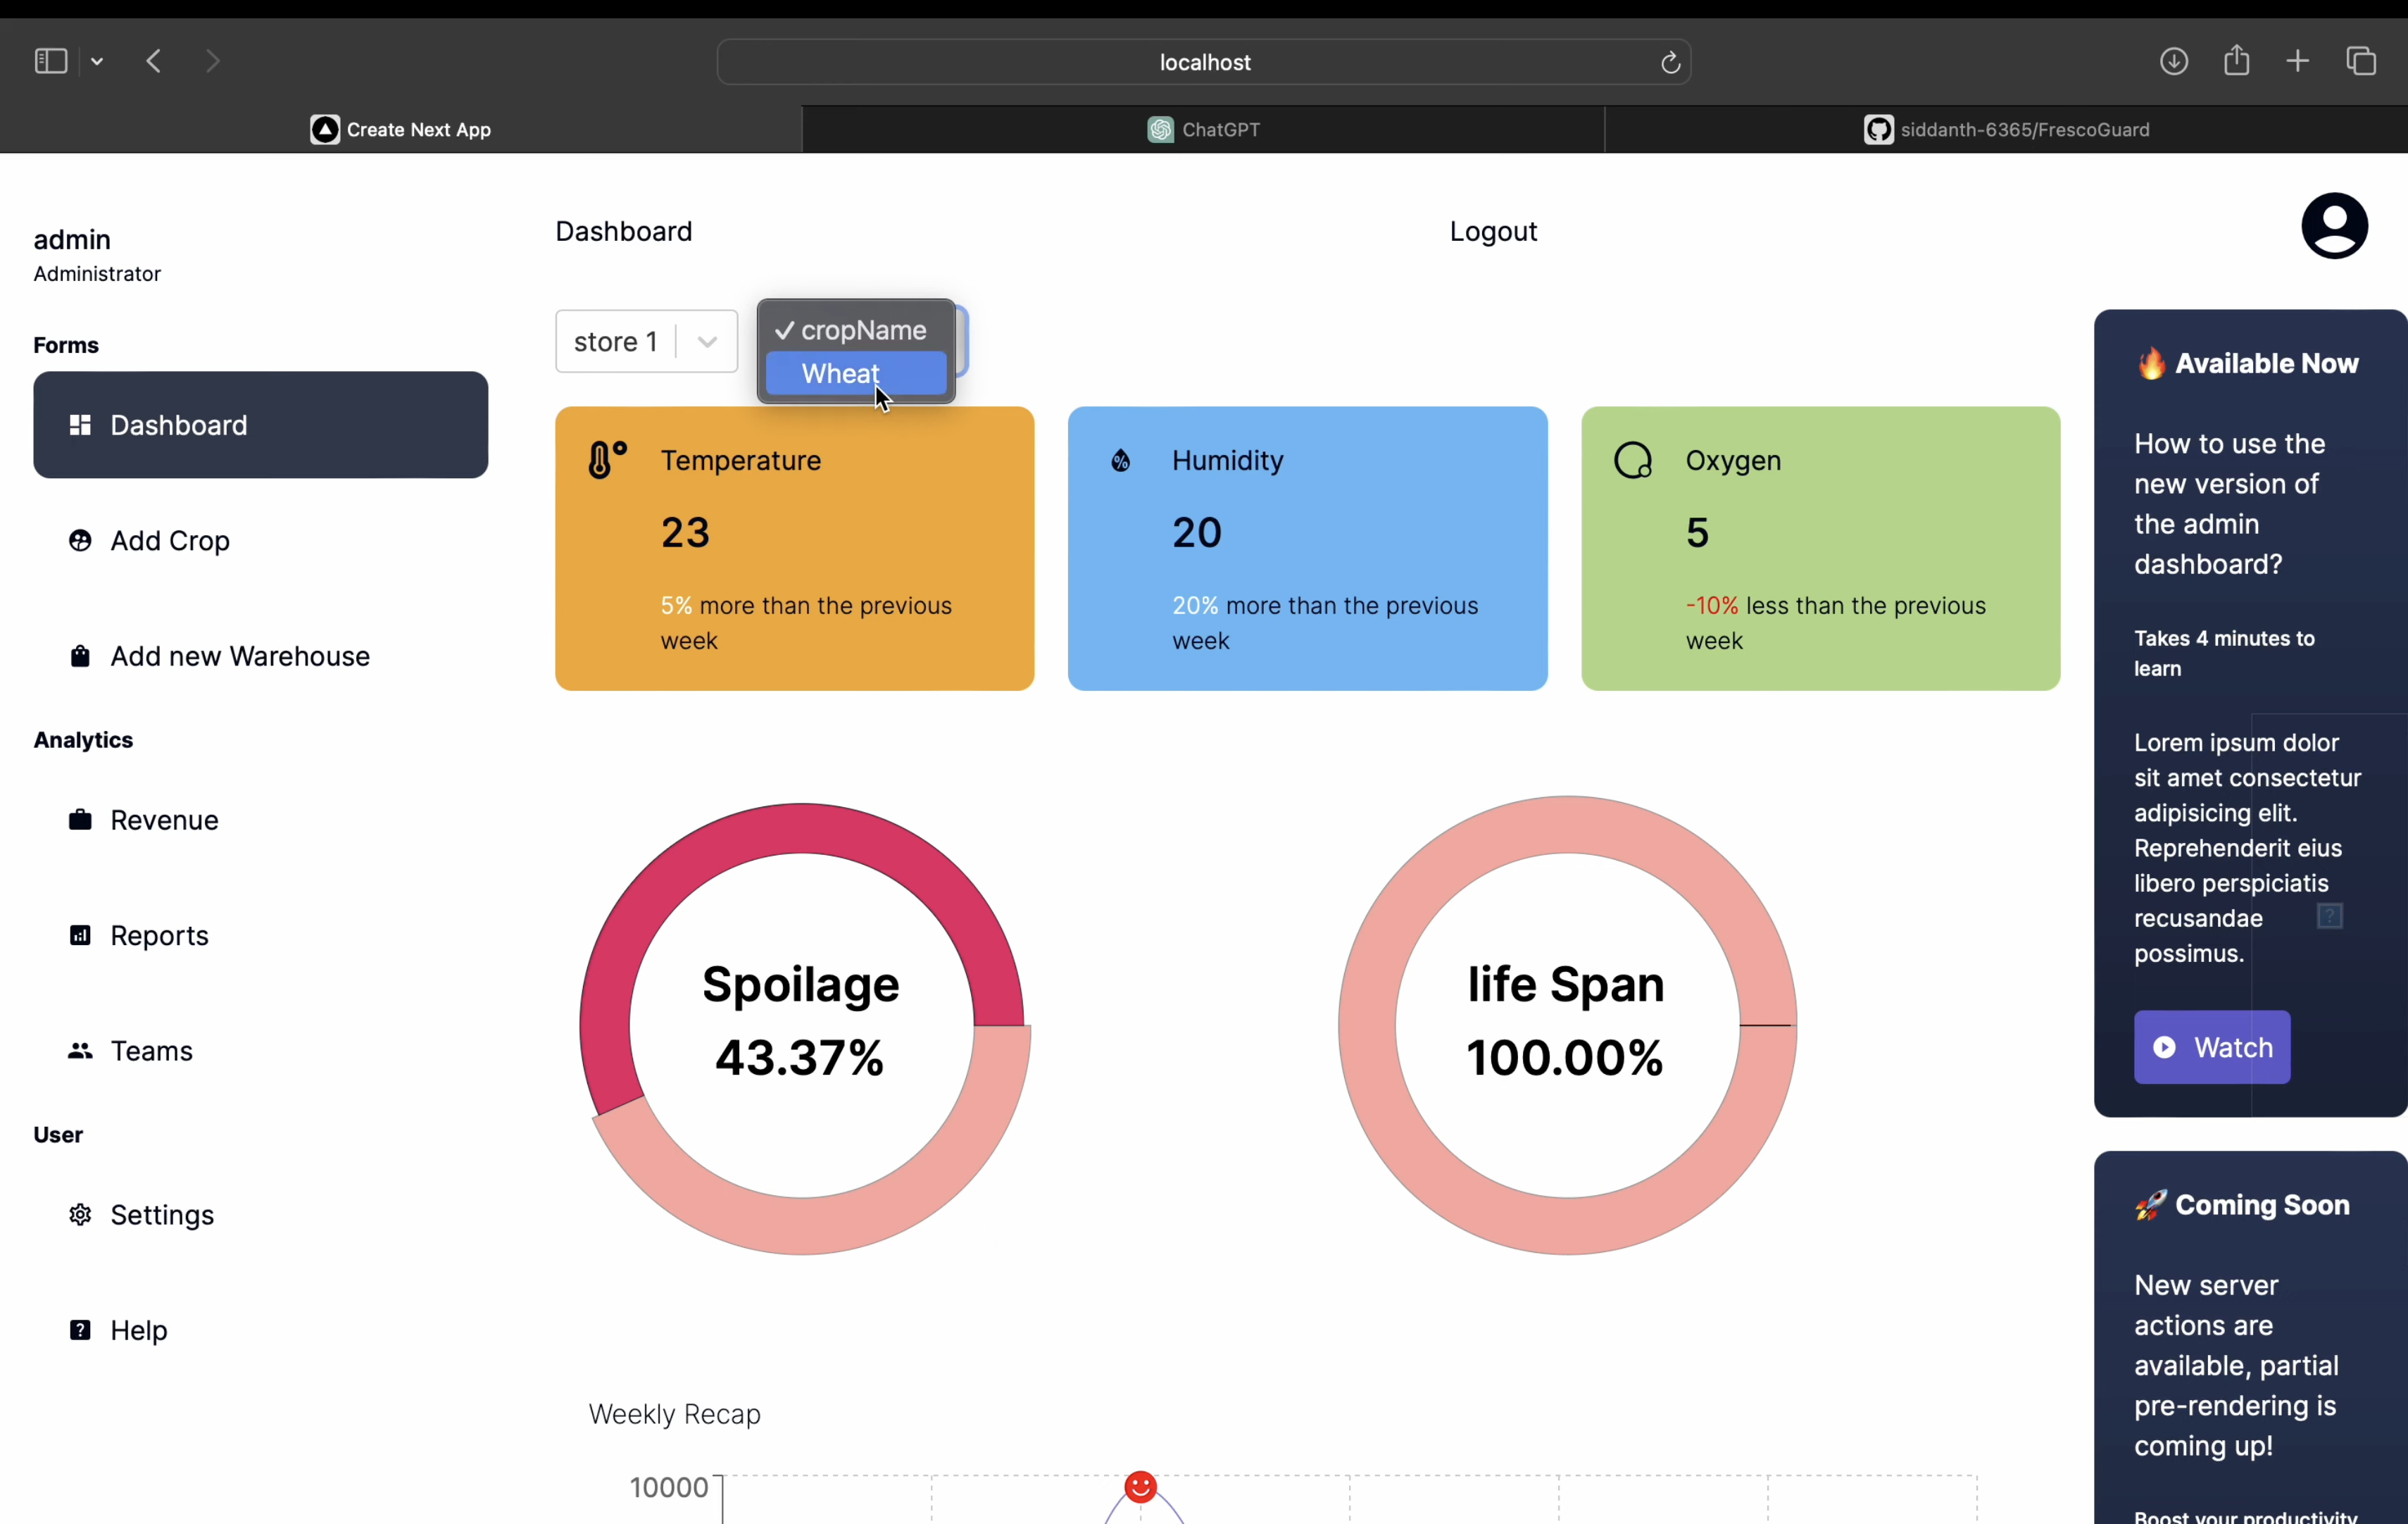 localhost
Create Next App
ChatGPT
siddanth-6365/FrescoGuard
admin
Administrator
Forms
Dashboard
Add Crop
Add new Warehouse
Analytics
Revenue
Reports
Teams
User
Settings
Help
Dashboard
Logout
store 1
✓ cropName
Wheat
Temperature
23
5% more than the previous
week
Humidity
20
20% more than the previous
week
Oxygen
5
-10% less than the previous
week
Spoilage
43.37%
life Span
100.00%
Weekly Recap
10000
🔥 Available Now
How to use the
new version of
the admin
dashboard?
Takes 4 minutes to
learn
Lorem ipsum dolor
sit amet consectetur
adipisicing elit.
Reprehenderit eius
libero perspiciatis
recusandae
possimus.
Watch
🚀 Coming Soon
New server
actions are
available, partial
pre-rendering is
coming up!
Boost your productivity